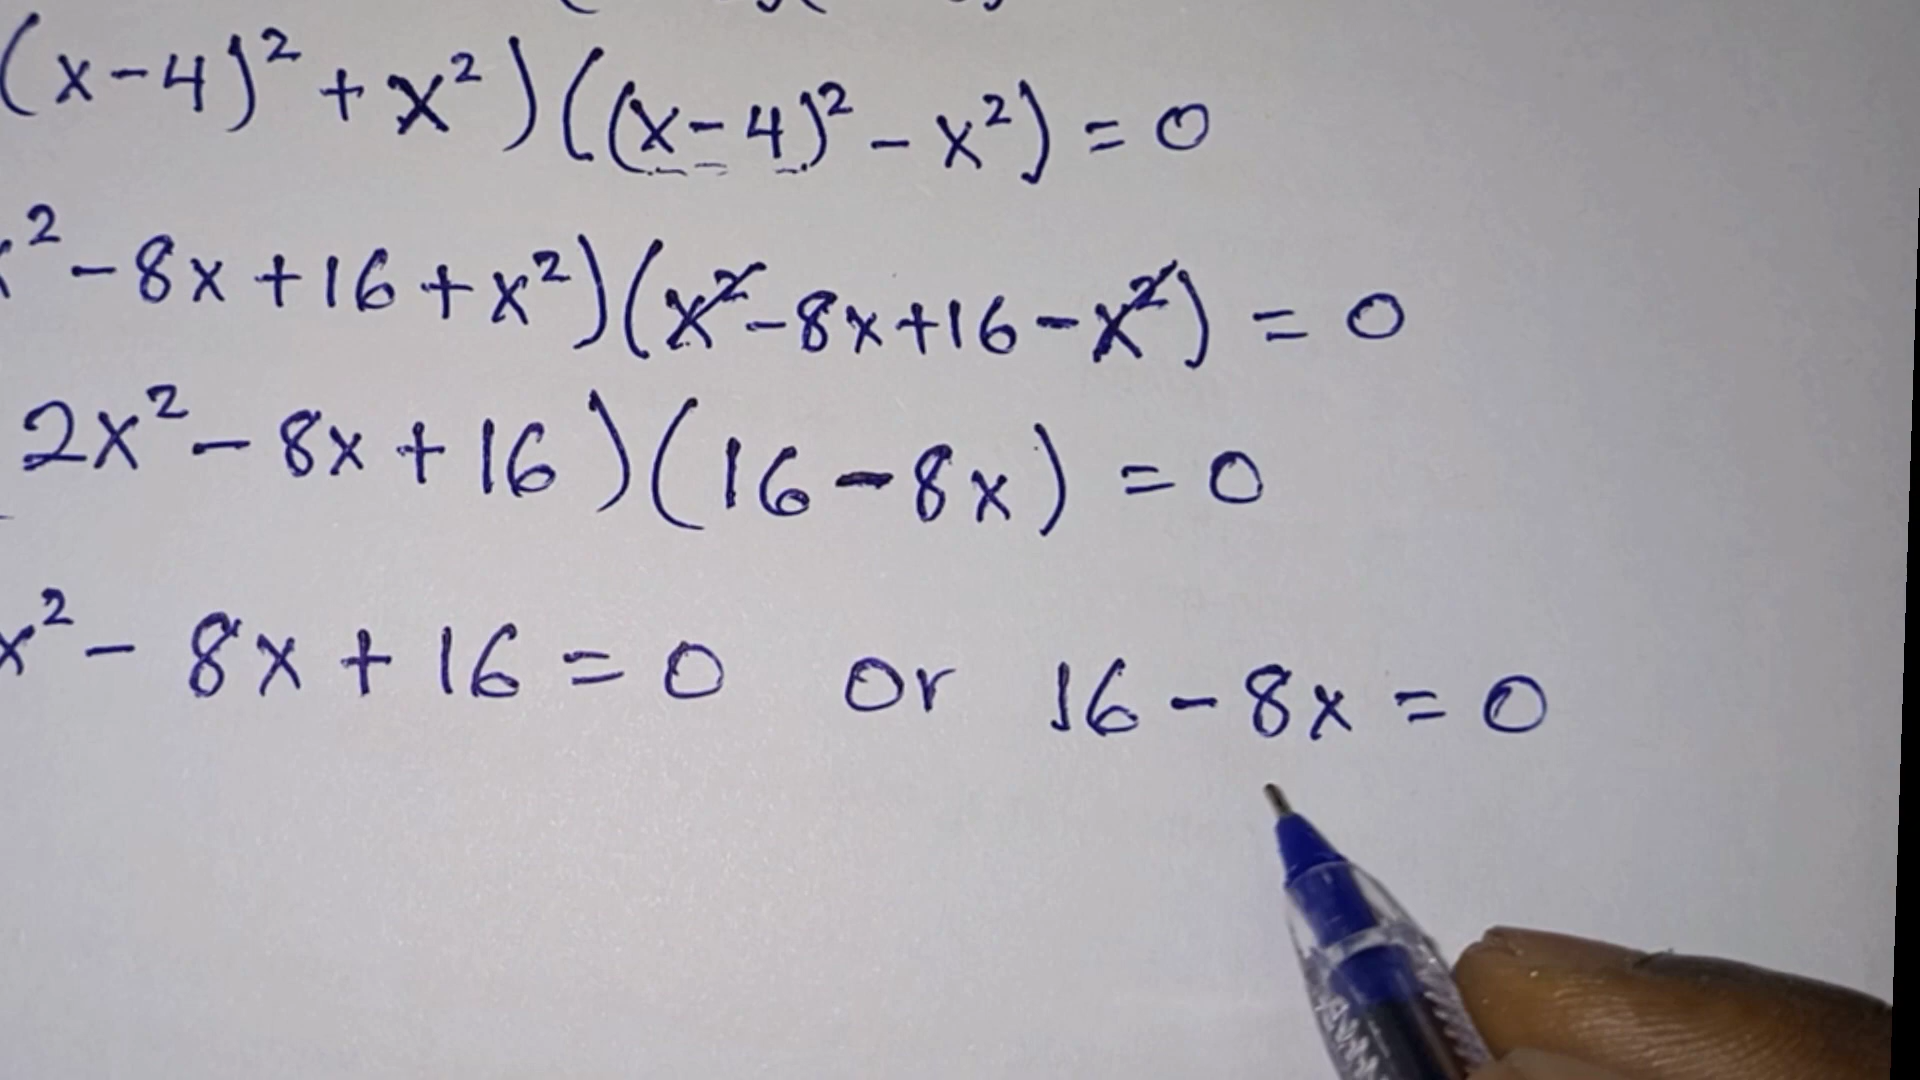 (x-4)² + x²)((x-4)² - x²) = 0
² - 8x + 16 + x²)(x² - 8x + 16 - x²) = 0
2x² - 8x + 16)(16 - 8x) = 0
x² - 8x + 16 = 0 or 16 - 8x = 0